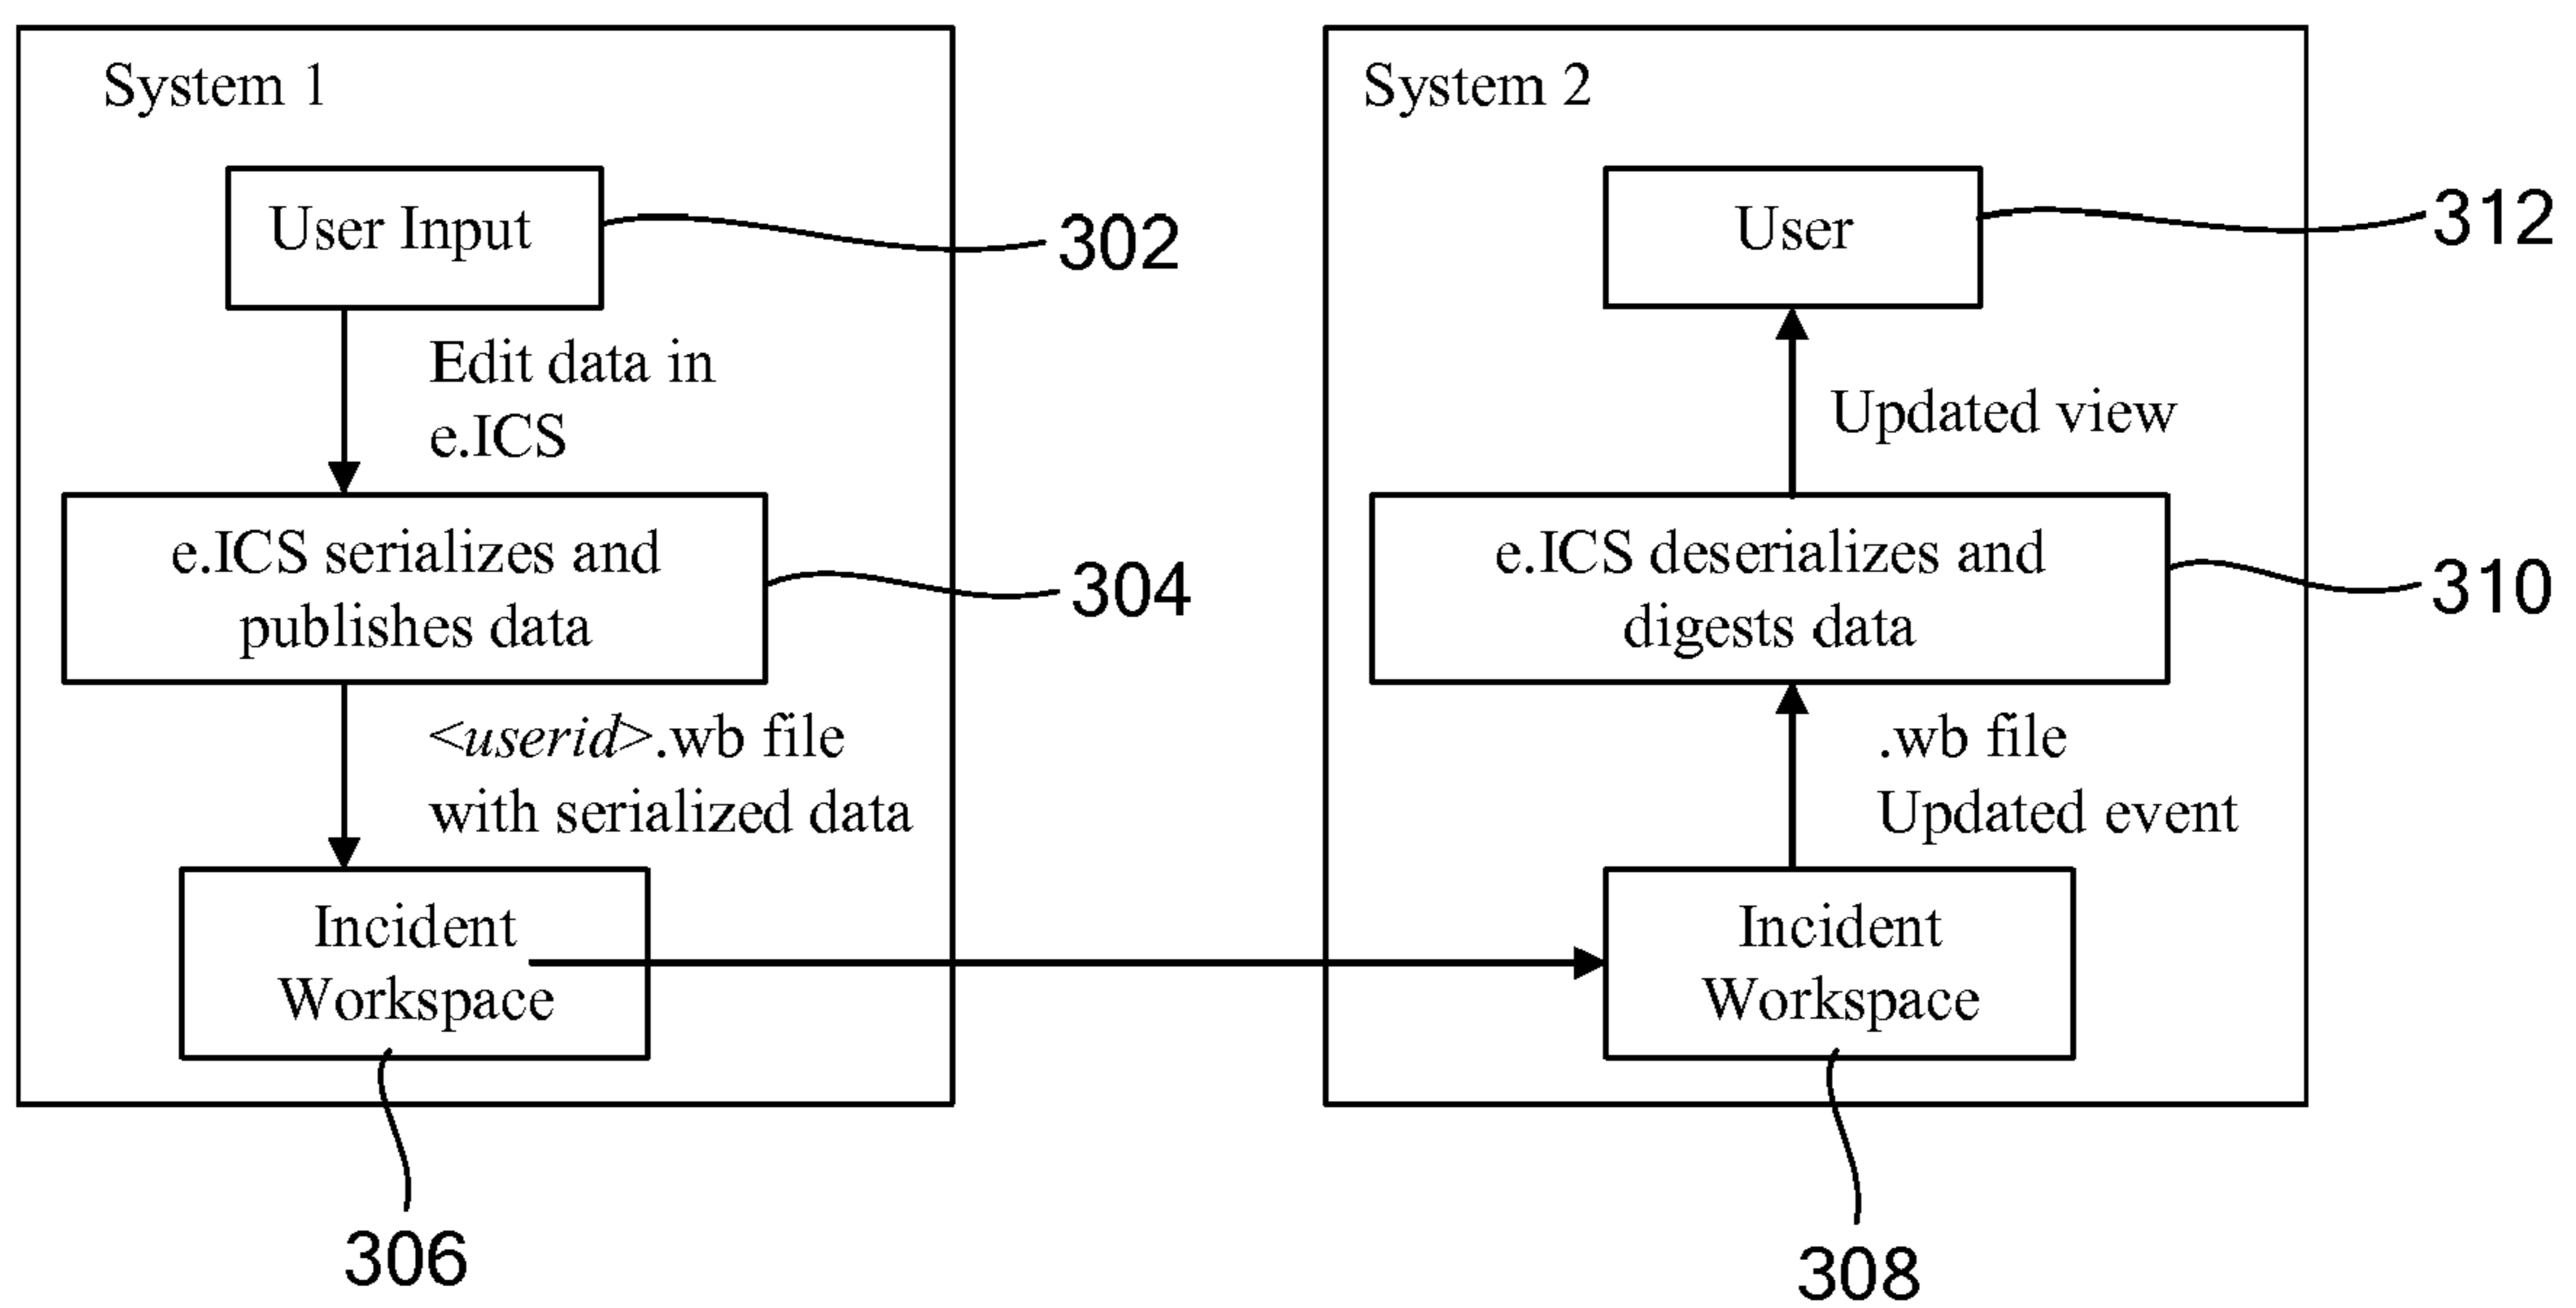 System 1
User Input
302
Edit data in
e.ICS
e.ICS serializes and
publishes data
304
<userid>.wb file
with serialized data
Incident
Workspace
306
System 2
User
312
Updated view
e.ICS deserializes and
digests data
310
.wb file
Updated event
Incident
Workspace
308